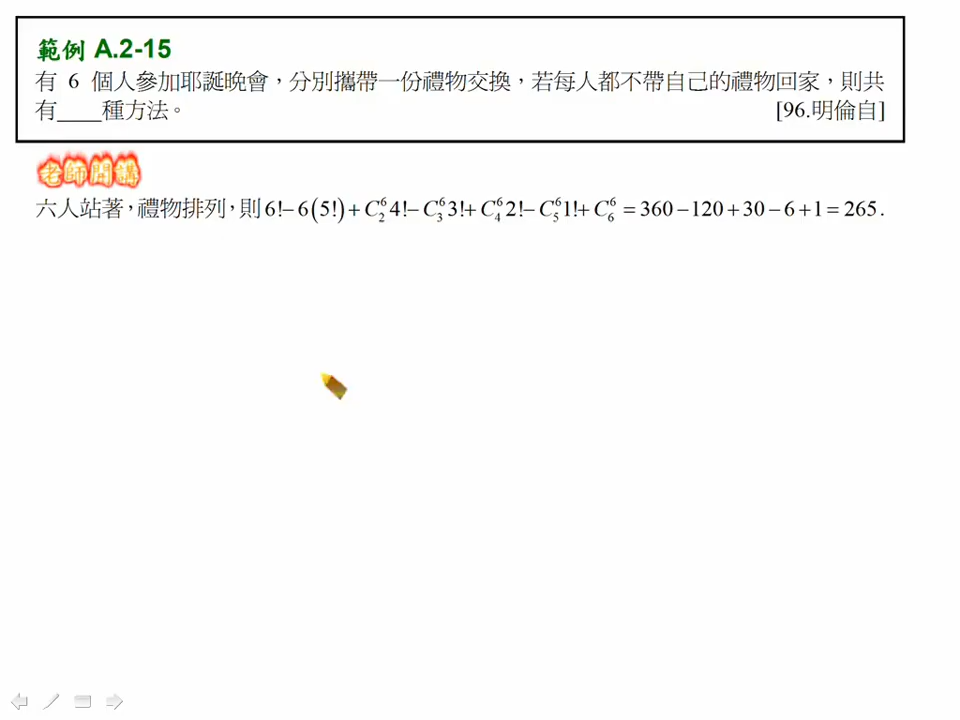 範例 A.2-15
有 6 個人參加耶誕晚會，分別攜帶一份禮物交換，若每人都不帶自己的禮物回家，則共
有____種方法。 [96.明倫自]
老師開講
六人站著，禮物排列，則 6!−6(5!)+C₂⁶4!−C₃⁶3!+C₄⁶2!−C₅⁶1!+C₆⁶=360−120+30−6+1=265.